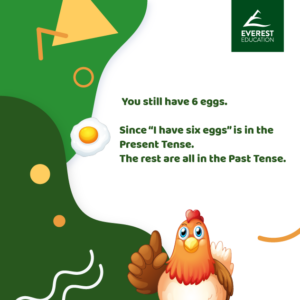 EVEREST
EDUCATION
You still have 6 eggs.
Since "I have six eggs" is in the
Present Tense.
The rest are all in the Past Tense.